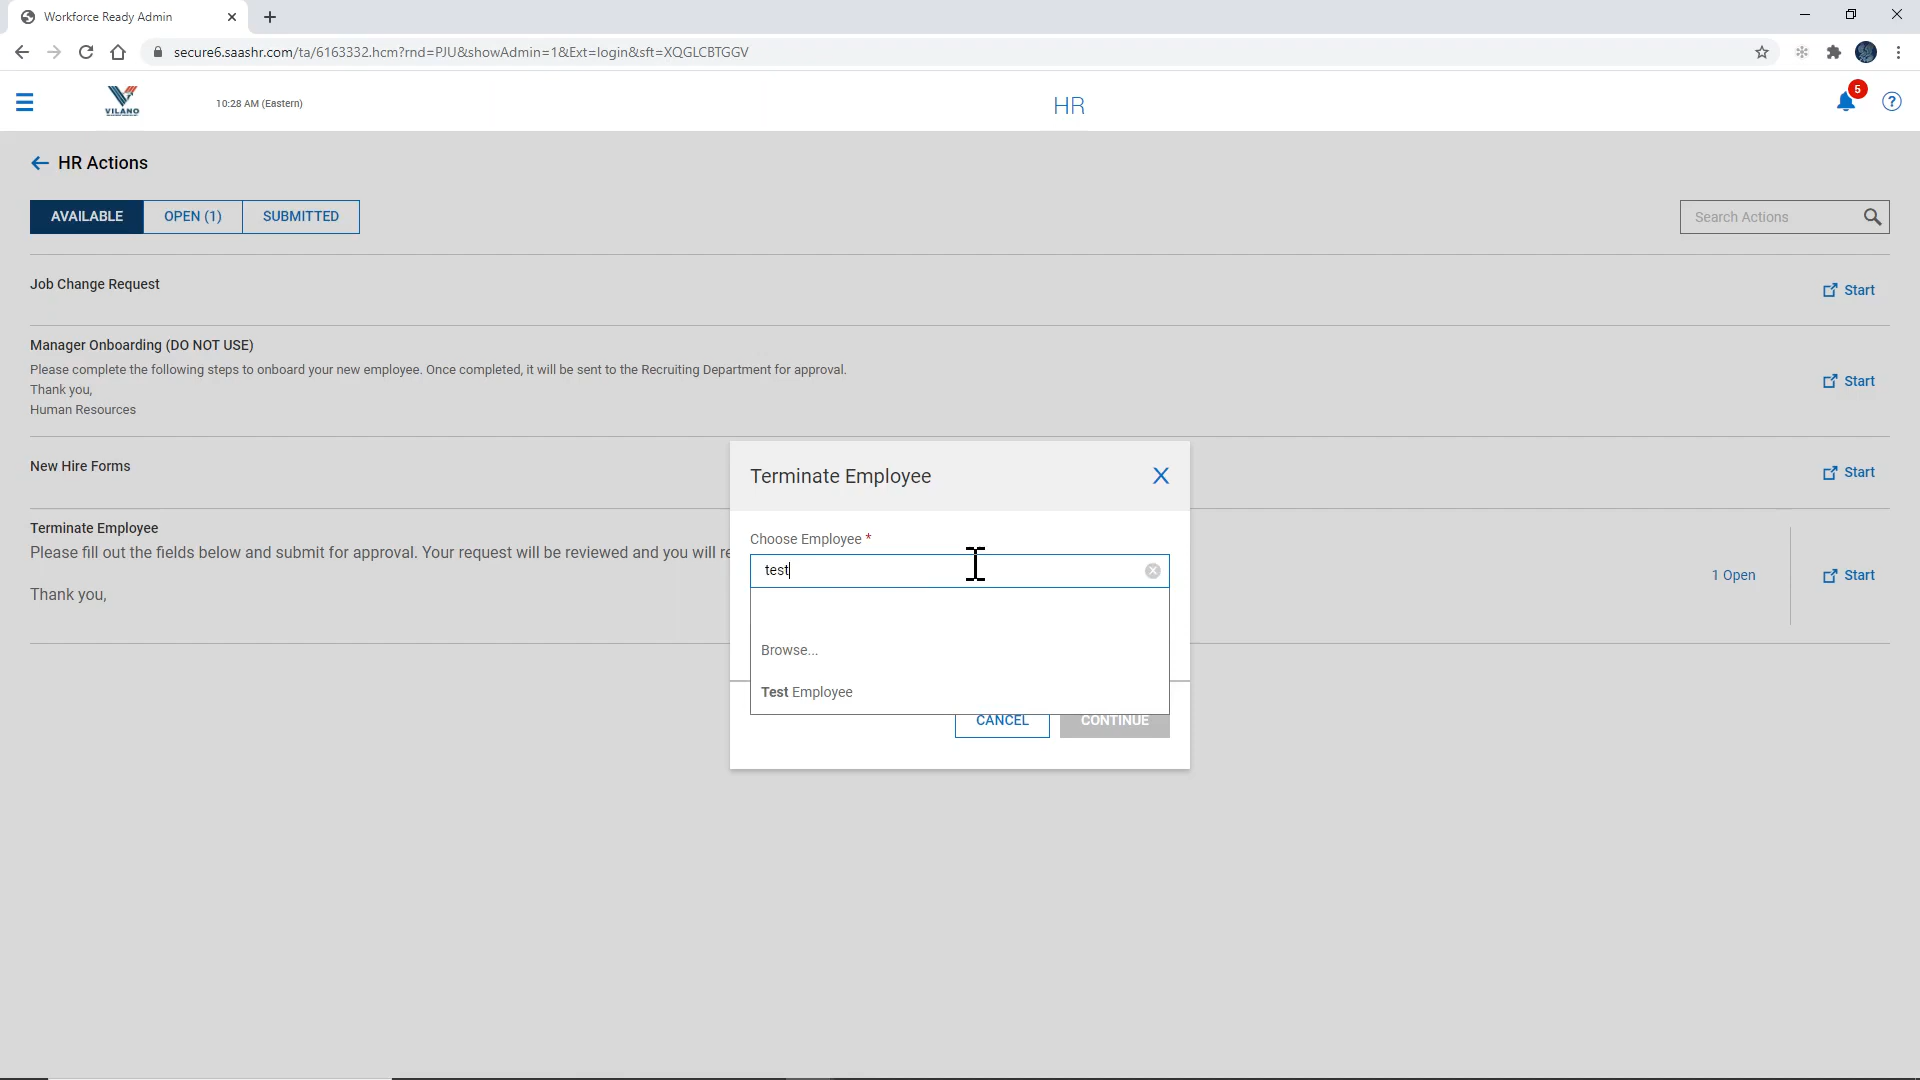 Workforce Ready Admin
secure6.saashr.com/ta/6163332.hcm?rnd=PJU&showAdmin=1&Ext=login&sft=XQGLCBTGGV
VILANO
10:28 AM (Eastern)
HR
5
HR Actions
AVAILABLE
OPEN (1)
SUBMITTED
Search Actions
Job Change Request
Start
Manager Onboarding (DO NOT USE)
Please complete the following steps to onboard your new employee. Once completed, it will be sent to the Recruiting Department for approval.
Thank you,
Human Resources
Start
New Hire Forms
Start
Terminate Employee
Please fill out the fields below and submit for approval. Your request will be reviewed and you will re
Thank you,
1 Open
Start
Terminate Employee
X
Choose Employee *
test
Browse...
Test Employee
CANCEL
CONTINUE